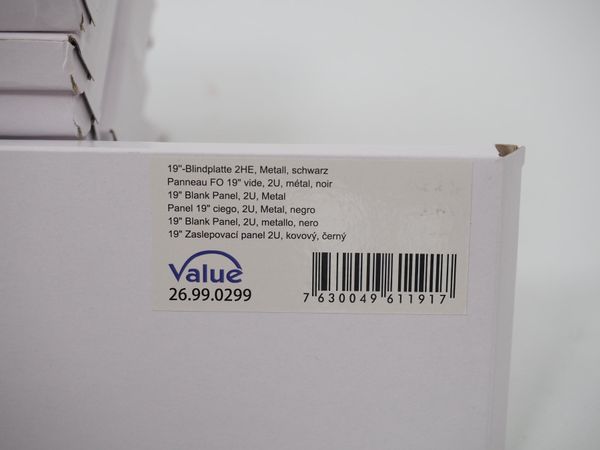 19"-Blindplatte 2HE, Metall, schwarz
Panneau FO 19" vide, 2U, métal, noir
19" Blank Panel, 2U, Metal
Panel 19" ciego, 2U, Metal, negro
19" Blank Panel, 2U, metallo, nero
19" Zaslepovací panel 2U, kovový, černý
Value
26.99.0299
7 630049 611917